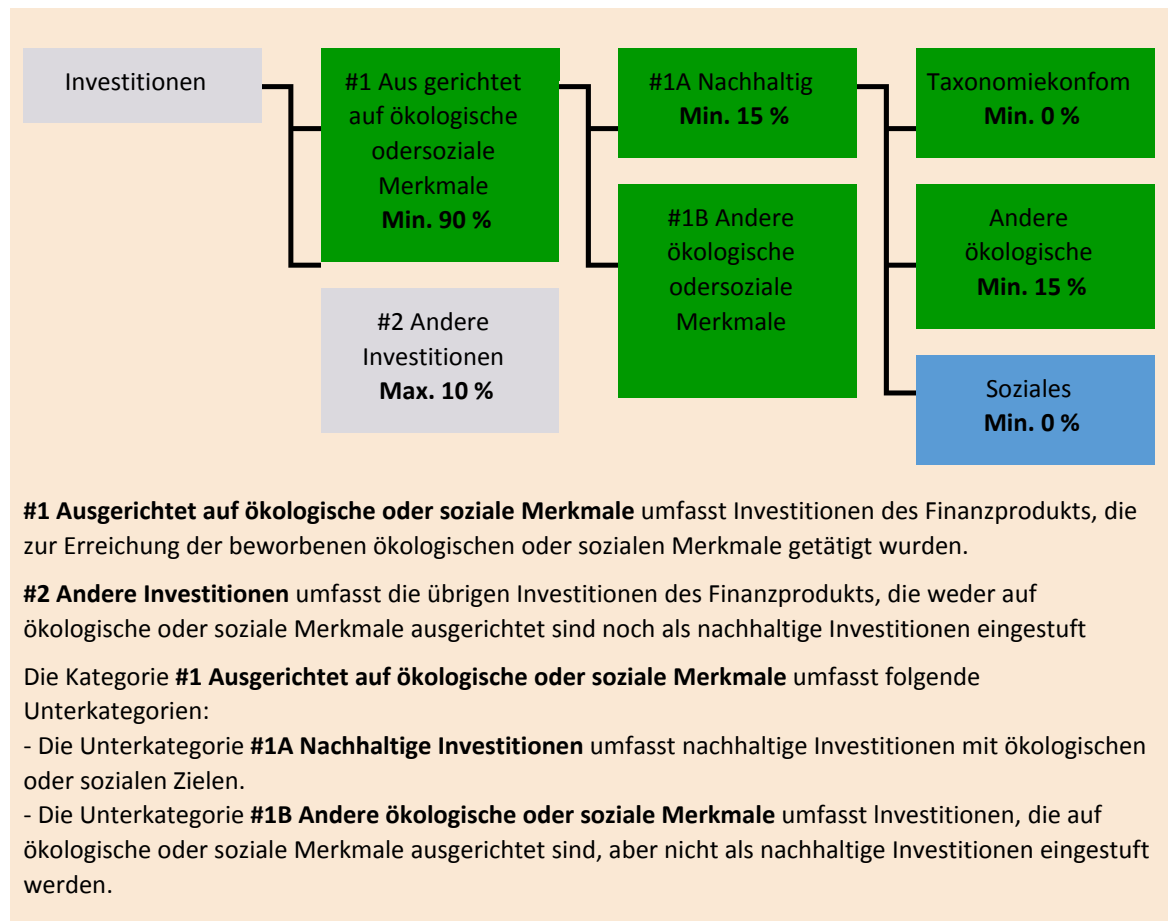 Investitionen
#1 Aus gerichtet
auf ökologische
odersoziale
Merkmale
Min. 90 %
#2 Andere
Investitionen
Max. 10 %
#1A Nachhaltig
Min. 15 %
#1B Andere
ökologische
odersoziale
Merkmale
Taxonomiekonfom
Min. 0 %
Andere
ökologische
Min. 15 %
Soziales
Min. 0 %
#1 Ausgerichtet auf ökologische oder soziale Merkmale umfasst Investitionen des Finanzprodukts, die
zur Erreichung der beworbenen ökologischen oder sozialen Merkmale getätigt wurden.
#2 Andere Investitionen umfasst die übrigen Investitionen des Finanzprodukts, die weder auf
ökologische oder soziale Merkmale ausgerichtet sind noch als nachhaltige Investitionen eingestuft
Die Kategorie #1 Ausgerichtet auf ökologische oder soziale Merkmale umfasst folgende
Unterkategorien:
- Die Unterkategorie #1A Nachhaltige Investitionen umfasst nachhaltige Investitionen mit ökologischen
oder sozialen Zielen.
- Die Unterkategorie #1B Andere ökologische oder soziale Merkmale umfasst lnvestitionen, die auf
ökologische oder soziale Merkmale ausgerichtet sind, aber nicht als nachhaltige Investitionen eingestuft
werden.